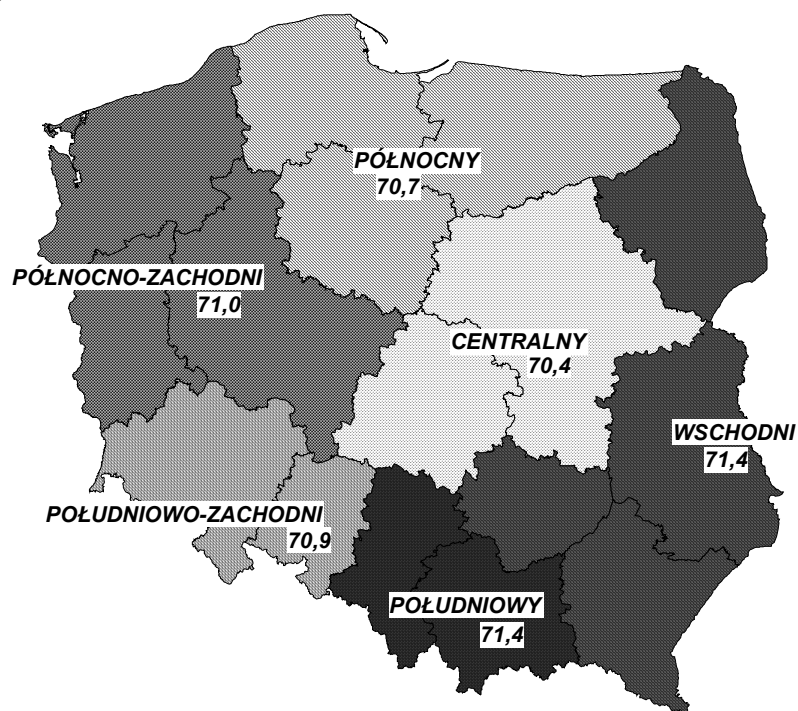 PÓŁNOCNY
70,7
PÓŁNOCNO-ZACHODNI
71,0
CENTRALNY
70,4
WSCHODNI
71,4
POŁUDNIOWO-ZACHODNI
70,9
POŁUDNIOWY
71,4